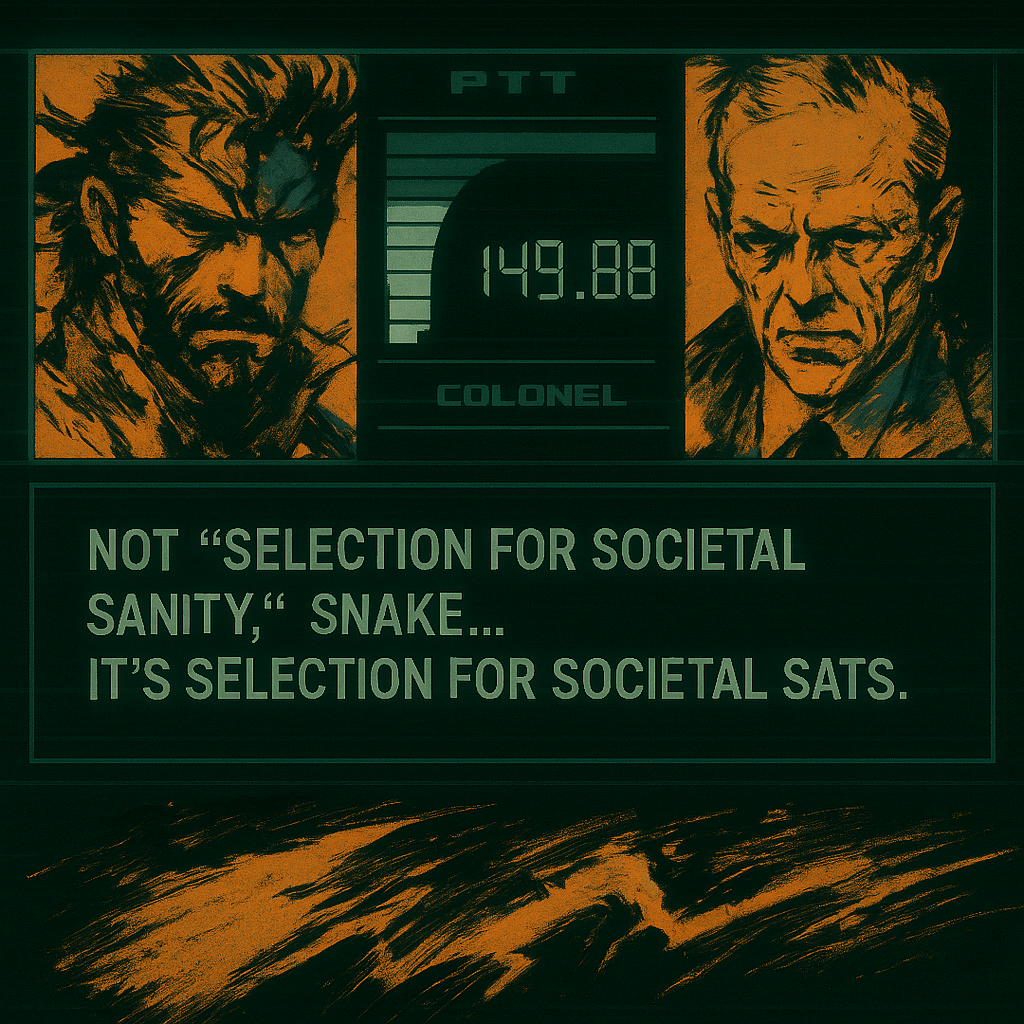 PTT
149.88
COLONEL
NOT “SELECTION FOR SOCIETAL
SANITY,“ SNAKE...
IT’S SELECTION FOR SOCIETAL SATS.